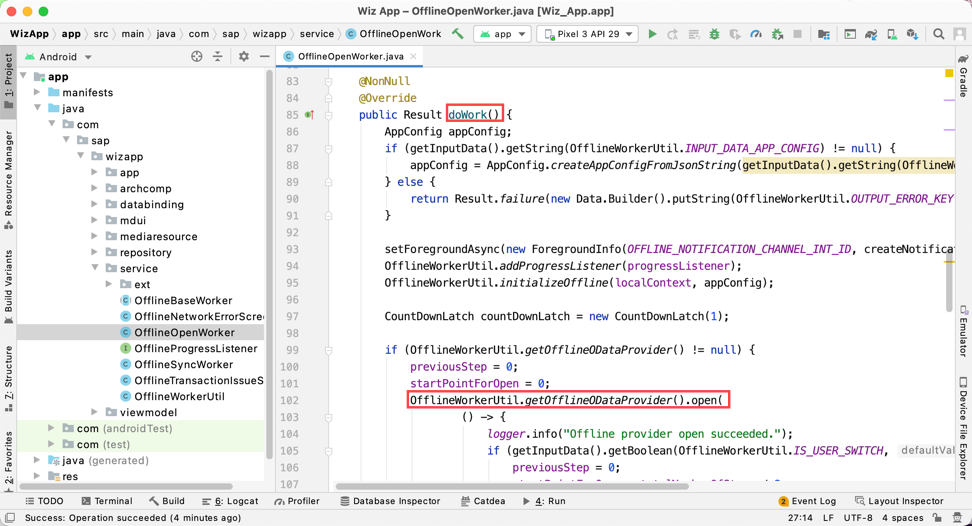 Wiz App – OfflineOpenWorker.java [Wiz_App.app]
WizApp app src main java com sap wizapp service OfflineOpenWork app Pixel 3 API 29
Android
OfflineOpenWorker.java
1: Project
Resource Manager
Build Variants
Z: Structure
2: Favorites
app
manifests
java
com
sap
wizapp
app
archcomp
databinding
mdui
mediaresource
repository
service
ext
OfflineBaseWorker
OfflineNetworkErrorScre
OfflineOpenWorker
OfflineProgressListener
OfflineSyncWorker
OfflineTransactionIssueS
OfflineWorkerUtil
viewmodel
com (androidTest)
com (test)
java (generated)
res
83 @NonNull
84 @Override
85 public Result doWork() {
86 AppConfig appConfig;
87 if (getInputData().getString(OfflineWorkerUtil.INPUT_DATA_APP_CONFIG) != null) {
88 appConfig = AppConfig.createAppConfigFromJsonString(getInputData().getString(OfflineWo
89 } else {
90 return Result.failure(new Data.Builder().putString(OfflineWorkerUtil.OUTPUT_ERROR_KEY
91 }
92
93 setForegroundAsync(new ForegroundInfo(OFFLINE_NOTIFICATION_CHANNEL_INT_ID, createNotificat
94 OfflineWorkerUtil.addProgressListener(progressListener);
95 OfflineWorkerUtil.initializeOffline(localContext, appConfig);
96
97 CountDownLatch countDownLatch = new CountDownLatch(1);
98
99 if (OfflineWorkerUtil.getOfflineODataProvider() != null) {
100 previousStep = 0;
101 startPointForOpen = 0;
102 OfflineWorkerUtil.getOfflineODataProvider().open(
103 () -> {
104 logger.info("Offline provider open succeeded.");
105 if (getInputData().getBoolean(OfflineWorkerUtil.IS_USER_SWITCH, defaultVal
106 previousStep = 0;
107
Gradle
Emulator
Device File Explorer
TODO Terminal Build 6: Logcat Profiler Database Inspector Catdea 4: Run 2 Event Log Layout Inspector
Success: Operation succeeded (4 minutes ago) 27:14 LF UTF-8 4 spaces